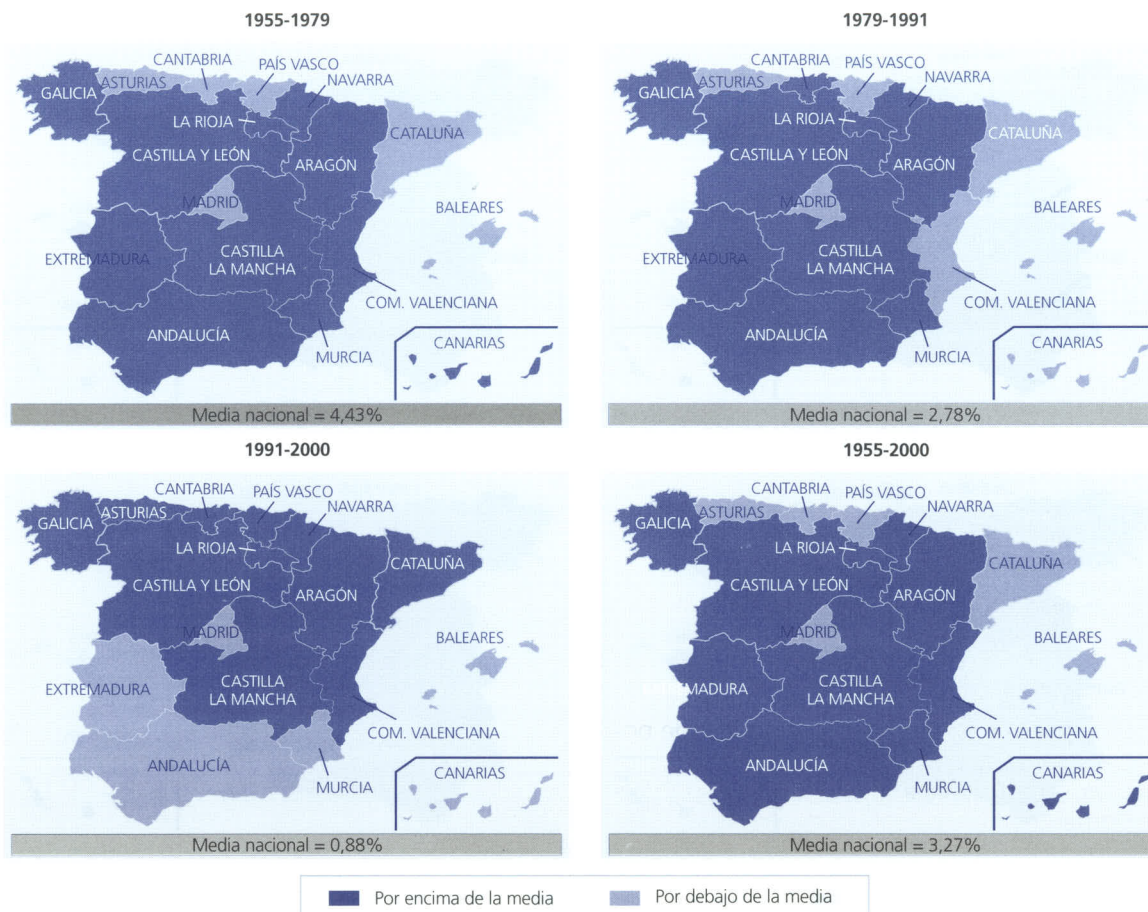 1955-1979
CANTABRIA
PAÍS VASCO
ASTURIAS
NAVARRA
GALICIA
LA RIOJA
CATALUÑA
CASTILLA Y LEÓN
ARAGÓN
MADRID
BALEARES
EXTREMADURA
CASTILLA
LA MANCHA
COM. VALENCIANA
ANDALUCÍA
MURCIA
CANARIAS
Media nacional = 4,43%
1979-1991
CANTABRIA
PAÍS VASCO
ASTURIAS
NAVARRA
GALICIA
LA RIOJA
CATALUÑA
CASTILLA Y LEÓN
ARAGÓN
MADRID
BALEARES
EXTREMADURA
CASTILLA
LA MANCHA
COM. VALENCIANA
ANDALUCÍA
MURCIA
CANARIAS
Media nacional = 2,78%
1991-2000
CANTABRIA
PAÍS VASCO
ASTURIAS
NAVARRA
GALICIA
LA RIOJA
CATALUÑA
CASTILLA Y LEÓN
ARAGÓN
MADRID
BALEARES
EXTREMADURA
CASTILLA
LA MANCHA
COM. VALENCIANA
ANDALUCÍA
MURCIA
CANARIAS
Media nacional = 0,88%
1955-2000
CANTABRIA
PAÍS VASCO
ASTURIAS
NAVARRA
GALICIA
LA RIOJA
CATALUÑA
CASTILLA Y LEÓN
ARAGÓN
MADRID
BALEARES
EXTREMADURA
CASTILLA
LA MANCHA
COM. VALENCIANA
ANDALUCÍA
MURCIA
CANARIAS
Media nacional = 3,27%
Por encima de la media
Por debajo de la media